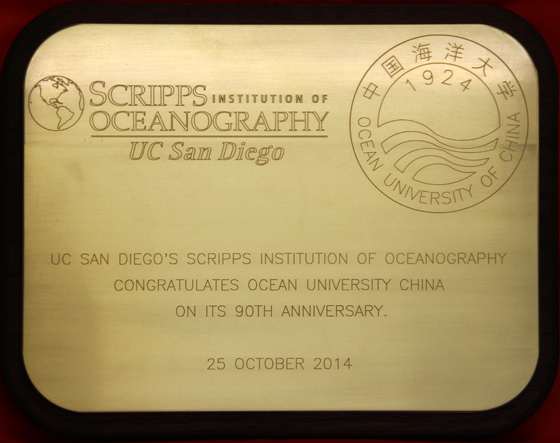 SCRIPPS INSTITUTION OF
OCEANOGRAPHY
UC San Diego
中国海洋大学
1924
OCEAN UNIVERSITY OF CHINA
UC SAN DIEGO'S SCRIPPS INSTITUTION OF OCEANOGRAPHY
CONGRATULATES OCEAN UNIVERSITY CHINA
ON ITS 90TH ANNIVERSARY.
25 OCTOBER 2014